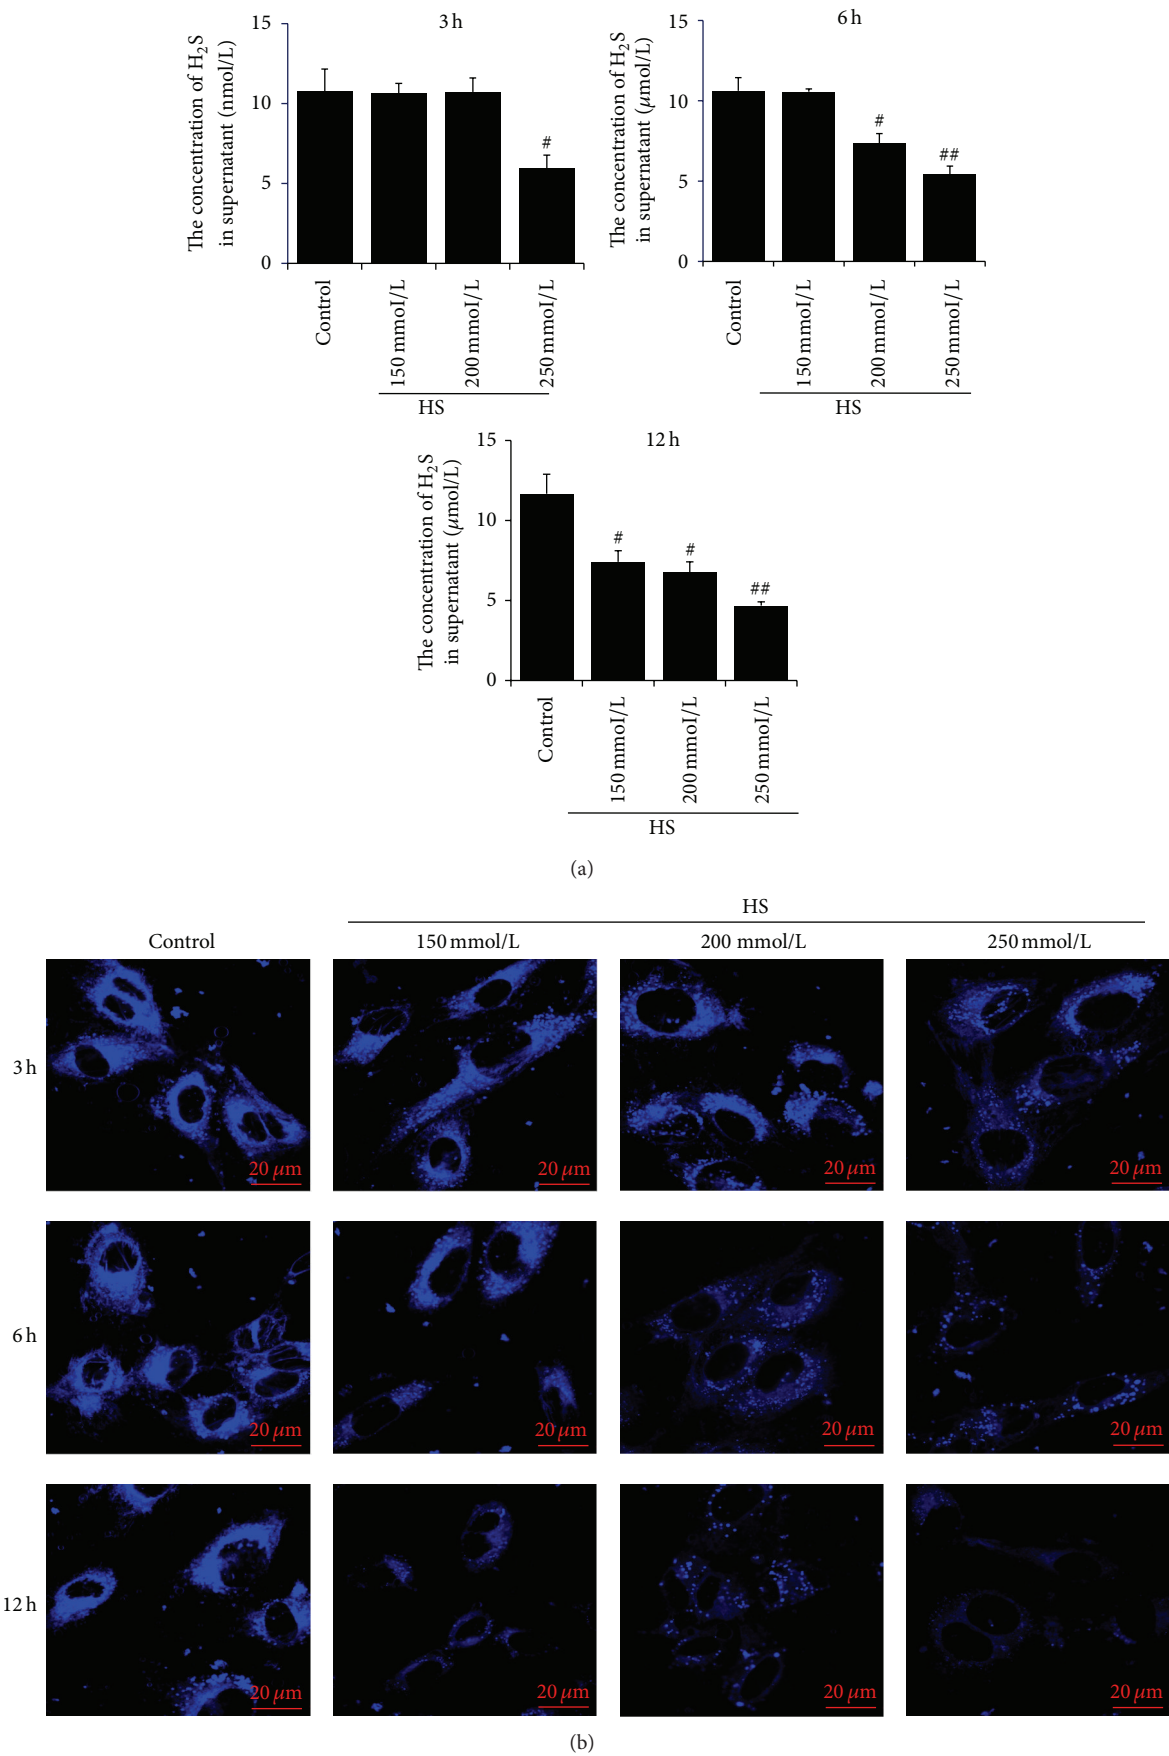 3 h
The concentration of H₂S
in supernatant (nmol/L)
15
10
5
0
#
Control
150 mmol/L
200 mmol/L
250 mmol/L
HS
6 h
The concentration of H₂S
in supernatant (μmol/L)
15
10
5
0
#
##
Control
150 mmol/L
200 mmol/L
250 mmol/L
HS
12 h
The concentration of H₂S
in supernatant (μmol/L)
15
10
5
0
#
#
##
Control
150 mmol/L
200 mmol/L
250 mmol/L
HS
(a)
HS
Control
150 mmol/L
200 mmol/L
250 mmol/L
3 h
20 μm
20 μm
20 μm
20 μm
6 h
20 μm
20 μm
20 μm
20 μm
12 h
20 μm
20 μm
20 μm
20 μm
(b)